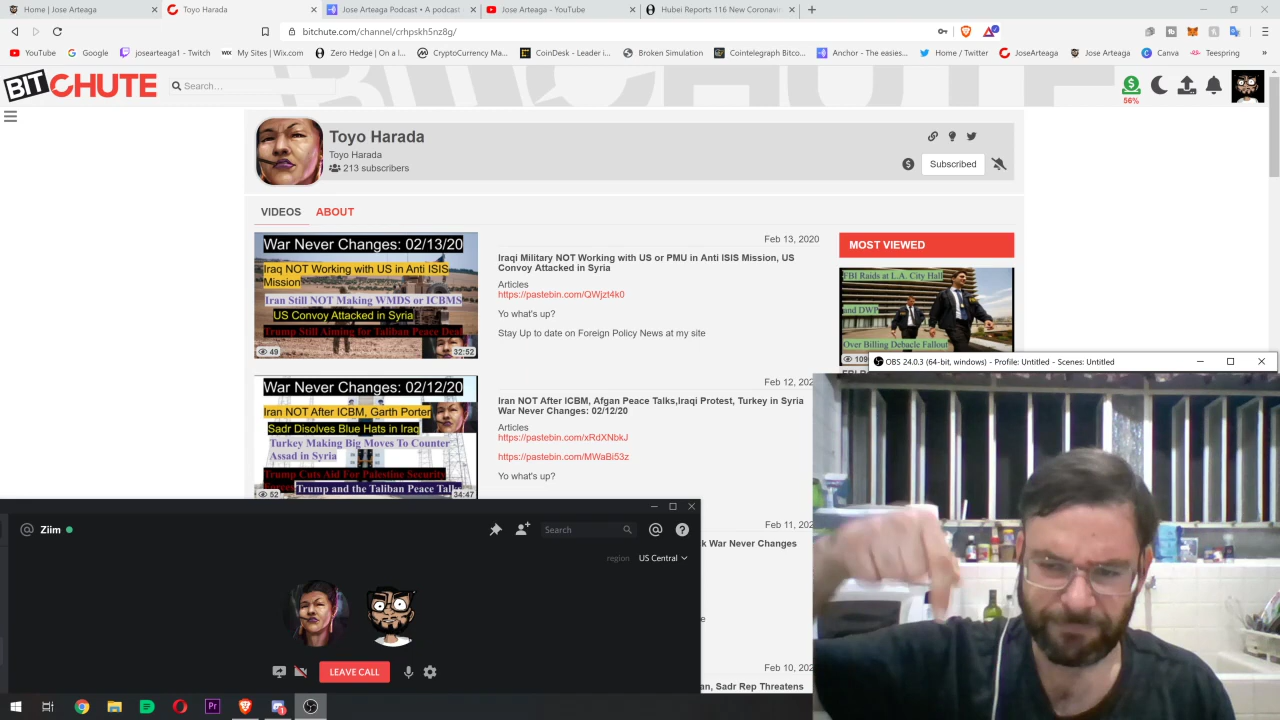 Home | Jose Arteaga
Toyo Harada
Jose Arteaga Podcast • A podcast
Jose Arteaga - YouTube
Hubei Reports 116 New Coronavir
bitchute.com/channel/crhpskh5nz8g/
YouTube
Google
josearteaga1 - Twitch
WIX
My Sites | Wix.com
Zero Hedge | On a l...
CryptoCurrency Ma...
CoinDesk - Leader i...
Broken Simulation
Cointelegraph Bitco...
Anchor - The easies...
Home / Twitter
JoseArteaga
Jose Arteaga
Canva
Teespring
BITCHUTE
Search...
56%
Toyo Harada
Toyo Harada
213 subscribers
Subscribed
VIDEOS
ABOUT
War Never Changes: 02/13/20
Iraq NOT Working with US in Anti ISIS
Mission
Iran Still NOT Making WMDS or ICBMS
US Convoy Attacked in Syria
Trump Still Aiming for Taliban Peace Deal
49
32:52
Feb 13, 2020
Iraqi Military NOT Working with US or PMU in Anti ISIS Mission, US
Convoy Attacked in Syria
Articles
https://pastebin.com/QWjzt4k0
Yo what's up?
Stay Up to date on Foreign Policy News at my site
MOST VIEWED
FBI Raids at L.A. City Hall
and DWP
Over Billing Debacle Fallout
109
War Never Changes: 02/12/20
Iran NOT After ICBM, Garth Porter
Sadr Disolves Blue Hats in Iraq
Turkey Making Big Moves To Counter
Assad in Syria
Trump Cuts Aid For Palestine Security
Forces
Trump and the Taliban Peace Talk
52
34:47
Feb 12, 202
Iran NOT After ICBM, Afgan Peace Talks,Iraqi Protest, Turkey in Syria
War Never Changes: 02/12/20
Articles
https://pastebin.com/xRdXNbkJ
https://pastebin.com/MWaBi53z
Yo what's up?
Feb 11, 202
k War Never Changes
e
Feb 10, 202
an, Sadr Rep Threatens
OBS 24.0.3 (64-bit, windows) - Profile: Untitled - Scenes: Untitled
Ziim
Search
region
US Central
LEAVE CALL
Pr